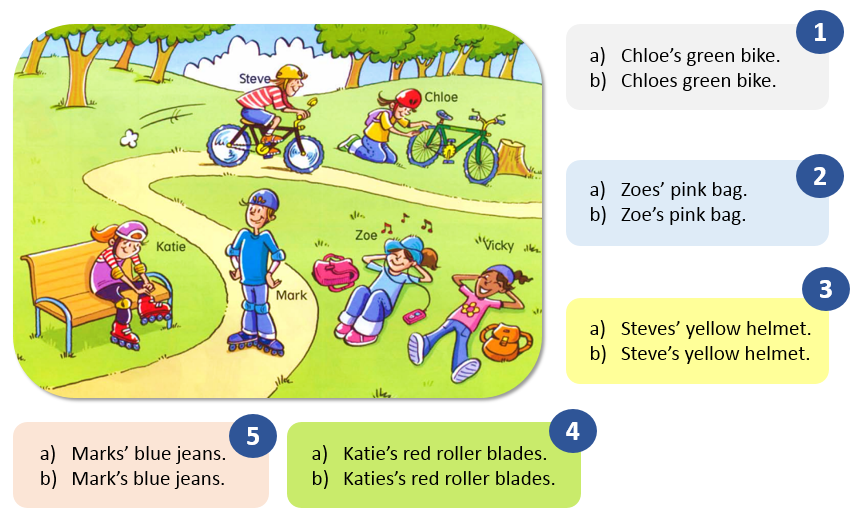 Steve
Chloe
Katie
Mark
Zoe
Vicky
1
a) Chloe’s green bike.
b) Chloes green bike.
2
a) Zoes’ pink bag.
b) Zoe’s pink bag.
3
a) Steves’ yellow helmet.
b) Steve’s yellow helmet.
5
a) Marks’ blue jeans.
b) Mark’s blue jeans.
4
a) Katie’s red roller blades.
b) Katies’s red roller blades.